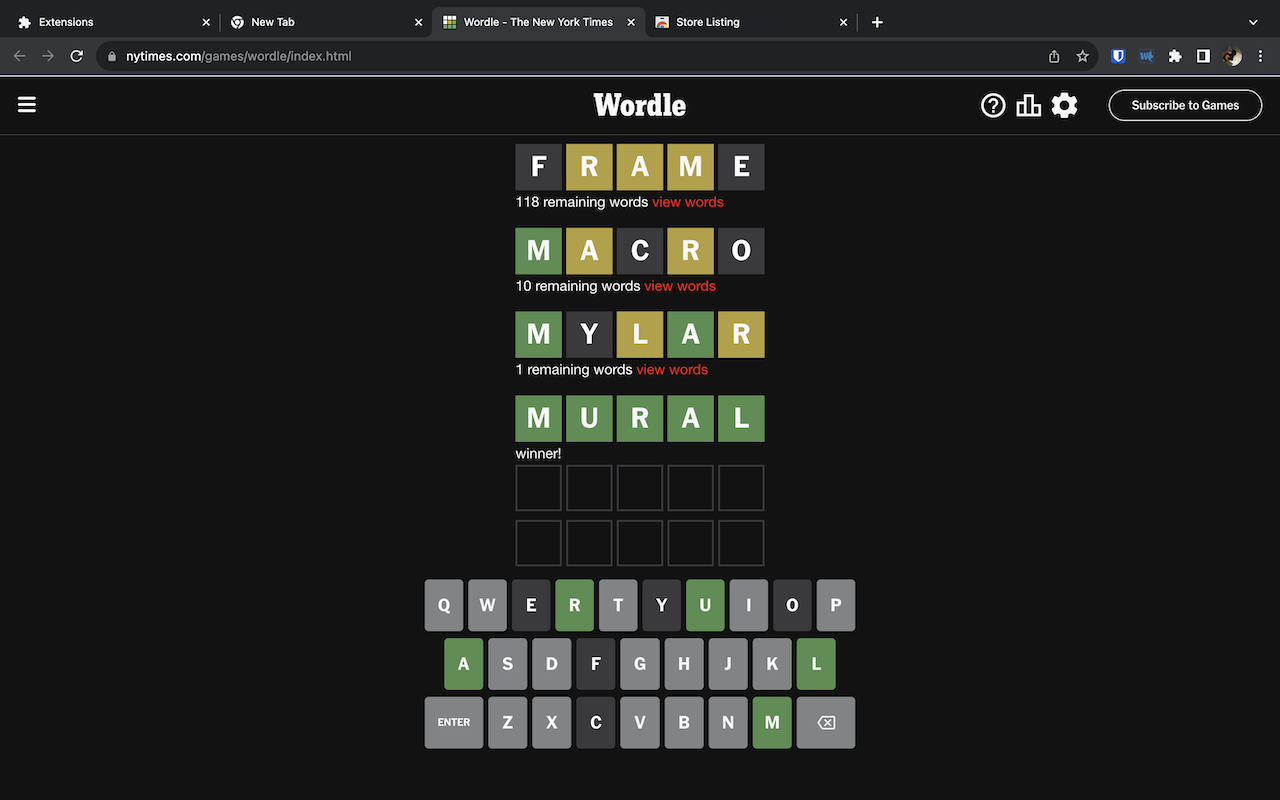 Extensions New Tab Wordle - The New York Times Store Listing
nytimes.com/games/wordle/index.html
Wordle
Subscribe to Games
F R A M E
118 remaining words view words
M A C R O
10 remaining words view words
M Y L A R
1 remaining words view words
M U R A L
winner!
Q W E R T Y U I O P
A S D F G H J K L
ENTER Z X C V B N M